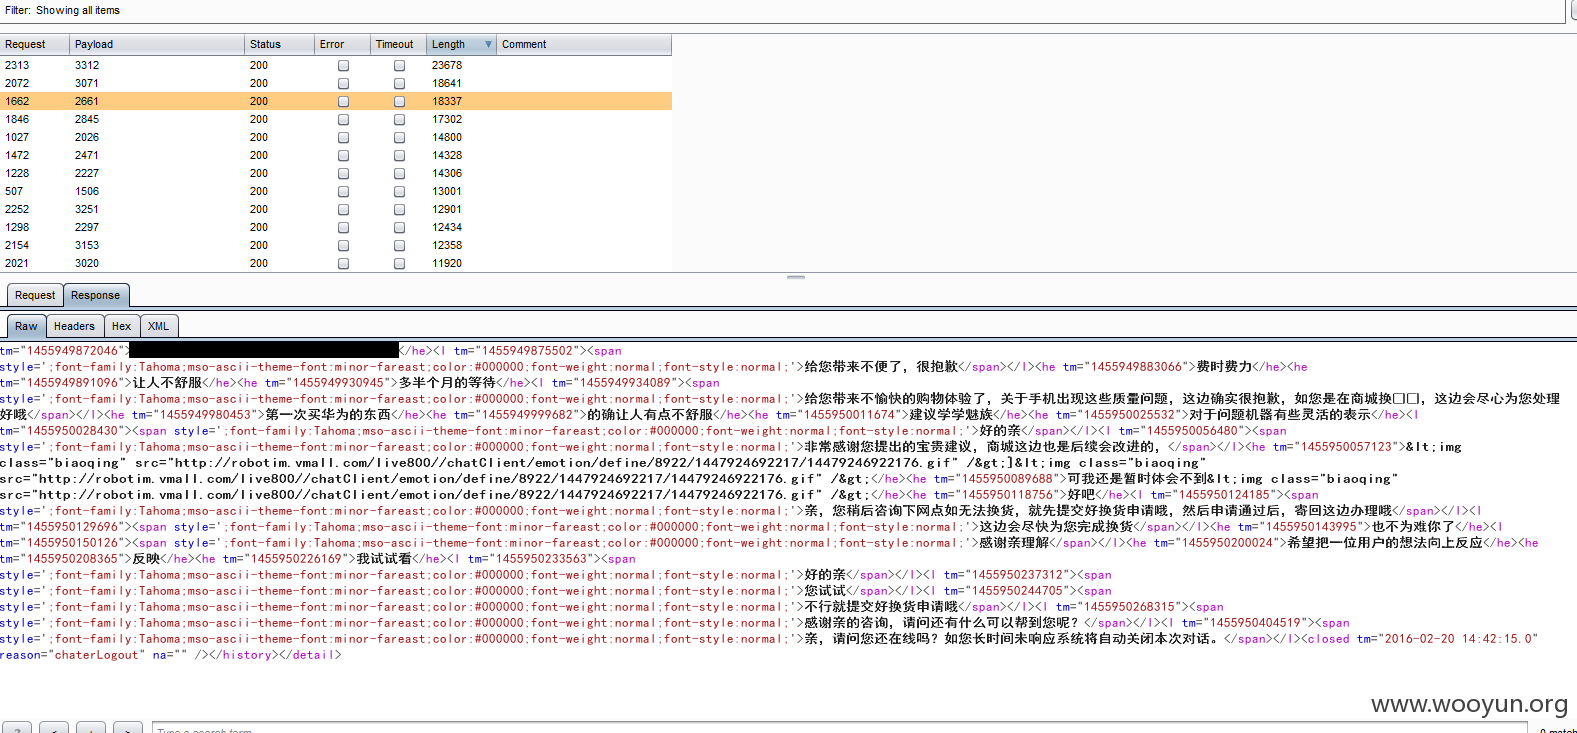 Filter: Showing all items
Request Payload Status Error Timeout Length Comment
2313 3312 200 23678
2072 3071 200 18641
1662 2661 200 18337
1846 2845 200 17302
1027 2026 200 14800
1472 2471 200 14328
1228 2227 200 14306
507 1506 200 13001
2252 3251 200 12901
1298 2297 200 12434
2154 3153 200 12358
2021 3020 200 11920
Request Response
Raw Headers Hex XML
tm="1455949872046"></he><l tm="1455949875502"><span
style=';font-family:Tahoma;mso-ascii-theme-font:minor-fareast;color:#000000;font-weight:normal;font-style:normal;'>给您带来不便了，很抱歉</span></l><he tm="1455949883066">费时费力</he><he
tm="1455949891096">让人不舒服</he><he tm="1455949930945">多半个月的等待</he><l tm="1455949934089"><span
style=';font-family:Tahoma;mso-ascii-theme-font:minor-fareast;color:#000000;font-weight:normal;font-style:normal;'>给您带来不愉快的购物体验了，关于手机出现这些质量问题，这边确实很抱歉，如您是在商城换□□，这边会尽心为您处理
好哦</span></l><he tm="1455949980453">第一次买华为的东西</he><he tm="1455949999682">的确让人有点不舒服</he><he tm="1455950011674">建议学学魅族</he><he tm="1455950025532">对于问题机器有些灵活的表示</he><l
tm="1455950028430"><span style=';font-family:Tahoma;mso-ascii-theme-font:minor-fareast;color:#000000;font-weight:normal;font-style:normal;'>好的亲</span></l><l tm="1455950056480"><span
style=';font-family:Tahoma;mso-ascii-theme-font:minor-fareast;color:#000000;font-weight:normal;font-style:normal;'>非常感谢您提出的宝贵建议，商城这边也是后续会改进的，</span></l><he tm="1455950057123">&lt;img
class="biaoqing" src="http://robotim.vmall.com/live800//chatClient/emotion/define/8922/1447924692217/14479246922176.gif" /&gt;]&lt;img class="biaoqing"
src="http://robotim.vmall.com/live800//chatClient/emotion/define/8922/1447924692217/14479246922176.gif" /&gt;</he><he tm="1455950089688">可我还是暂时体会不到&lt;img class="biaoqing"
src="http://robotim.vmall.com/live800//chatClient/emotion/define/8922/1447924692217/14479246922176.gif" /&gt;</he><he tm="1455950118756">好吧</he><l tm="1455950124185"><span
style=';font-family:Tahoma;mso-ascii-theme-font:minor-fareast;color:#000000;font-weight:normal;font-style:normal;'>亲，您稍后咨询下网点如无法换货，就先提交好换货申请哦，然后申请通过后，寄回这边办理哦</span></l><l
tm="1455950129696"><span style=';font-family:Tahoma;mso-ascii-theme-font:minor-fareast;color:#000000;font-weight:normal;font-style:normal;'>这边会尽快为您完成换货</span></l><he tm="1455950143995">也不为难你了</he><l
tm="1455950150126"><span style=';font-family:Tahoma;mso-ascii-theme-font:minor-fareast;color:#000000;font-weight:normal;font-style:normal;'>感谢亲理解</span></l><he tm="1455950200024">希望把一位用户的想法向上反应</he><he
tm="1455950208365">反映</he><he tm="1455950226169">我试试看</he><l tm="1455950233563"><span
style=';font-family:Tahoma;mso-ascii-theme-font:minor-fareast;color:#000000;font-weight:normal;font-style:normal;'>好的亲</span></l><l tm="1455950237312"><span
style=';font-family:Tahoma;mso-ascii-theme-font:minor-fareast;color:#000000;font-weight:normal;font-style:normal;'>您试试</span></l><l tm="1455950244705"><span
style=';font-family:Tahoma;mso-ascii-theme-font:minor-fareast;color:#000000;font-weight:normal;font-style:normal;'>不行就提交好换货申请哦</span></l><l tm="1455950268315"><span
style=';font-family:Tahoma;mso-ascii-theme-font:minor-fareast;color:#000000;font-weight:normal;font-style:normal;'>感谢亲的咨询，请问还有什么可以帮到您呢？</span></l><l tm="1455950404519"><span
style=';font-family:Tahoma;mso-ascii-theme-font:minor-fareast;color:#000000;font-weight:normal;font-style:normal;'>亲，请问您还在线吗？如您长时间未响应系统将自动关闭本次对话。</span></l><closed tm="2016-02-20 14:42:15.0"
reason="chaterLogout" na="" /></history></detail>
www.wooyun.org
? < + > Type a search term 0 match